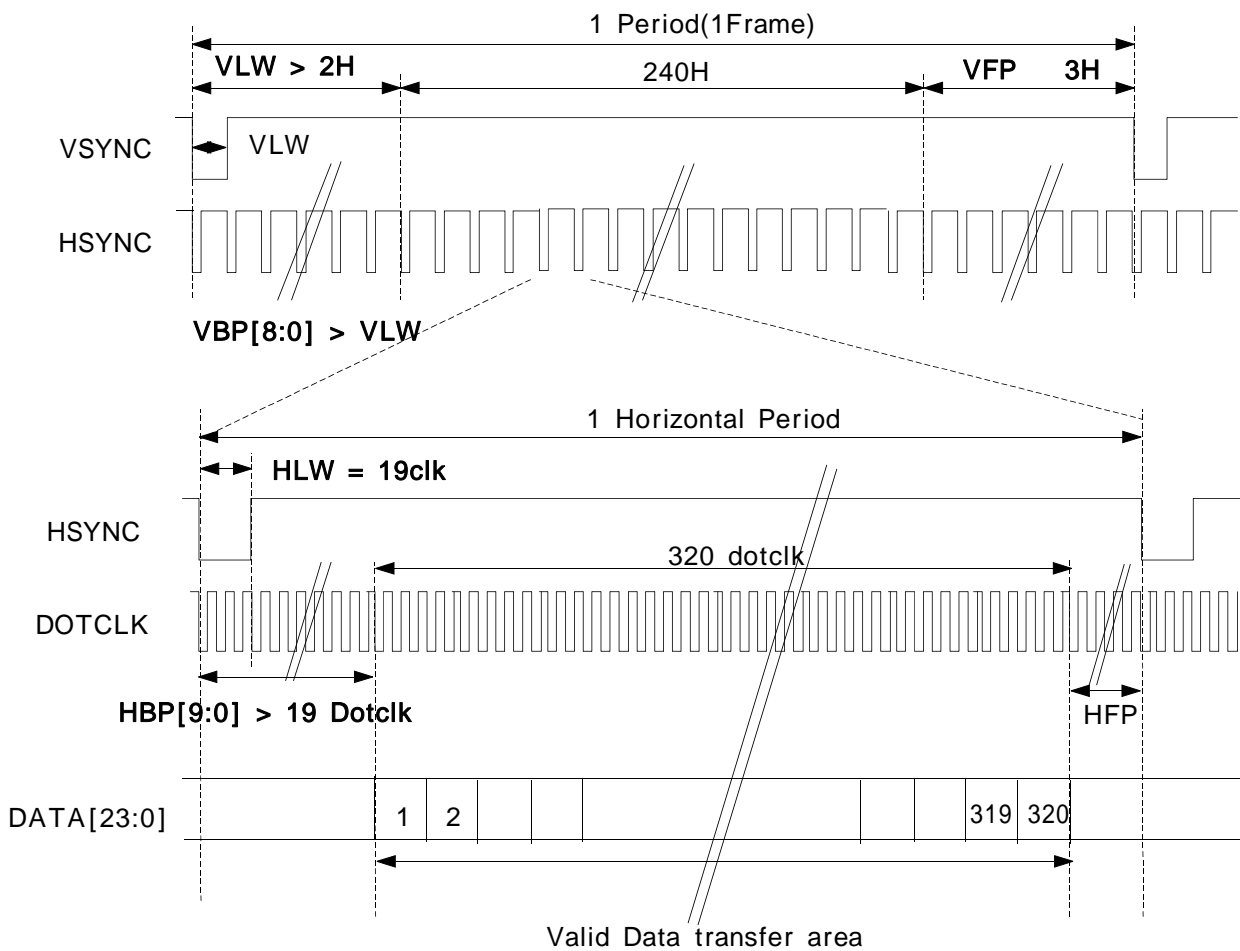 1 Period(1Frame)
VLW > 2H
240H
VFP 3H
VSYNC
VLW
HSYNC
VBP[8:0] > VLW
1 Horizontal Period
HLW = 19clk
HSYNC
320 dotclk
DOTCLK
HBP[9:0] > 19 Dotclk
HFP
DATA[23:0]
1
2
319
320
Valid Data transfer area